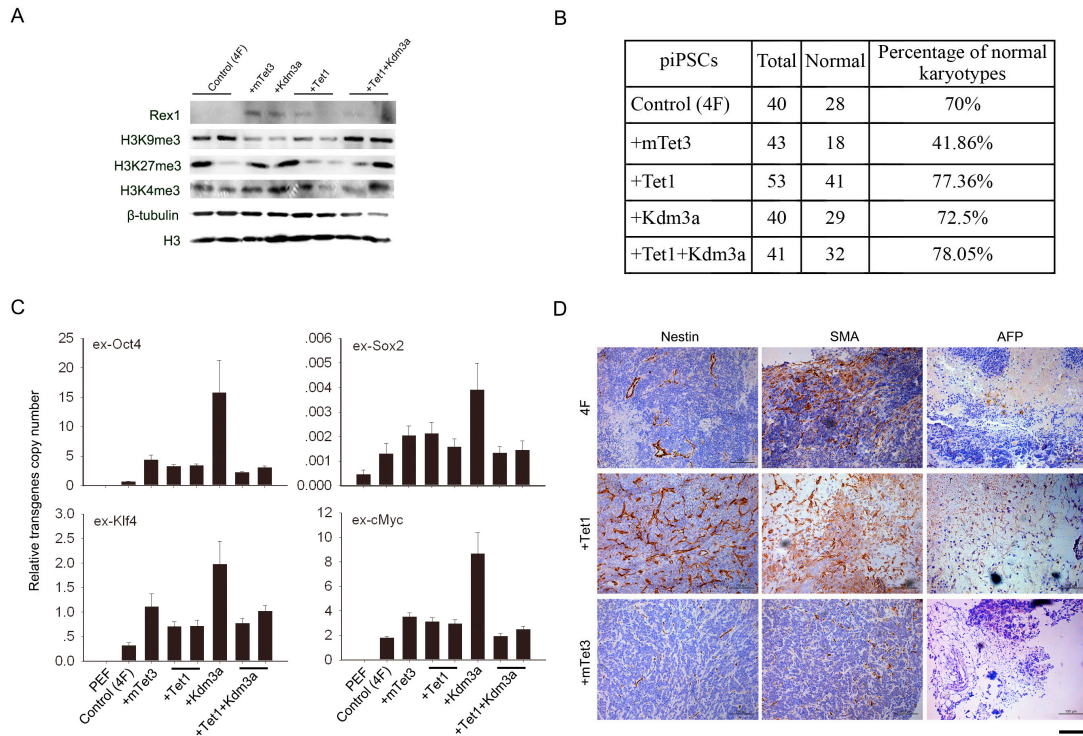 A
Control (4F)
+mTet3
+Kdm3a
+Tet1
+Tet1+Kdm3a
Rex1
H3K9me3
H3K27me3
H3K4me3
β-tubulin
H3
B
piPSCs Total Normal Percentage of normal karyotypes
Control (4F) 40 28 70%
+mTet3 43 18 41.86%
+Tet1 53 41 77.36%
+Kdm3a 40 29 72.5%
+Tet1+Kdm3a 41 32 78.05%
C
Relative transgenes copy number
ex-Oct4
25
20
15
10
5
0
ex-Sox2
.006
.005
.004
.003
.002
.001
.000
ex-Klf4
3.0
2.5
2.0
1.5
1.0
.5
0.0
ex-cMyc
12
10
8
6
4
2
0
PEF
Control (4F)
+mTet3
+Tet1
+Kdm3a
+Tet1+Kdm3a
PEF
Control (4F)
+mTet3
+Tet1
+Kdm3a
+Tet1+Kdm3a
D
Nestin SMA AFP
4F
+Tet1
+mTet3